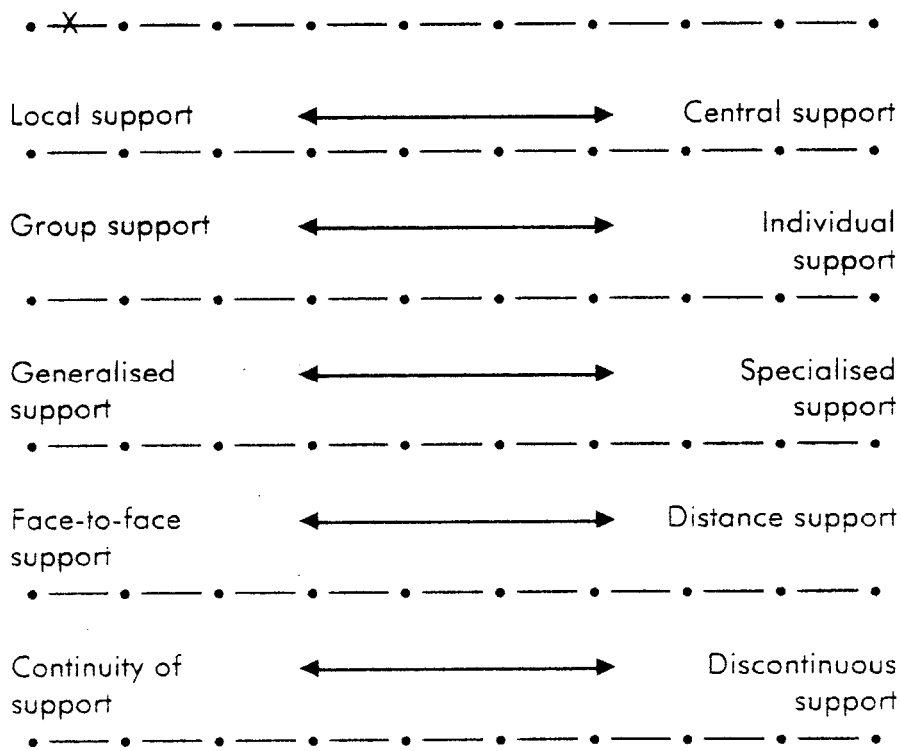 X
Local support Central support
Group support Individual
support
Generalised Specialised
support support
Face-to-face Distance support
support
Continuity of Discontinuous
support support